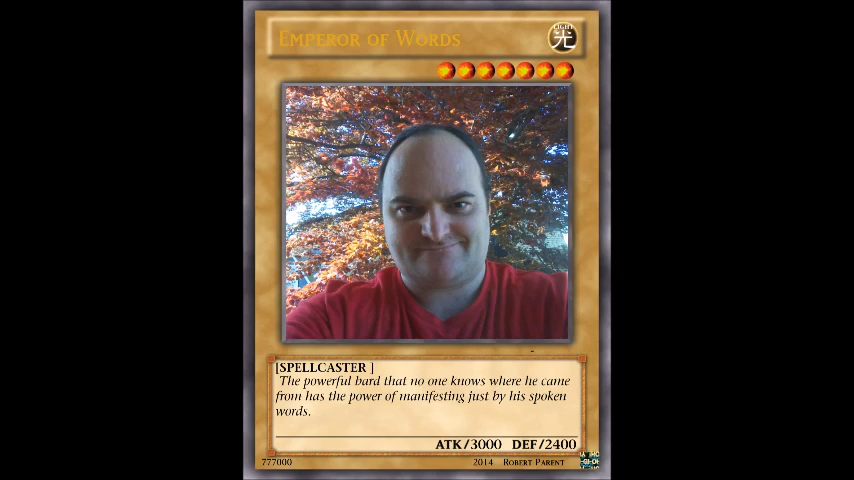 Emperor of Words
LIGHT
光
[SPELLCASTER ]
The powerful bard that no one knows where he came
from has the power of manifesting just by his spoken
words.
ATK/3000 DEF/2400
777000
2014 Robert Parent